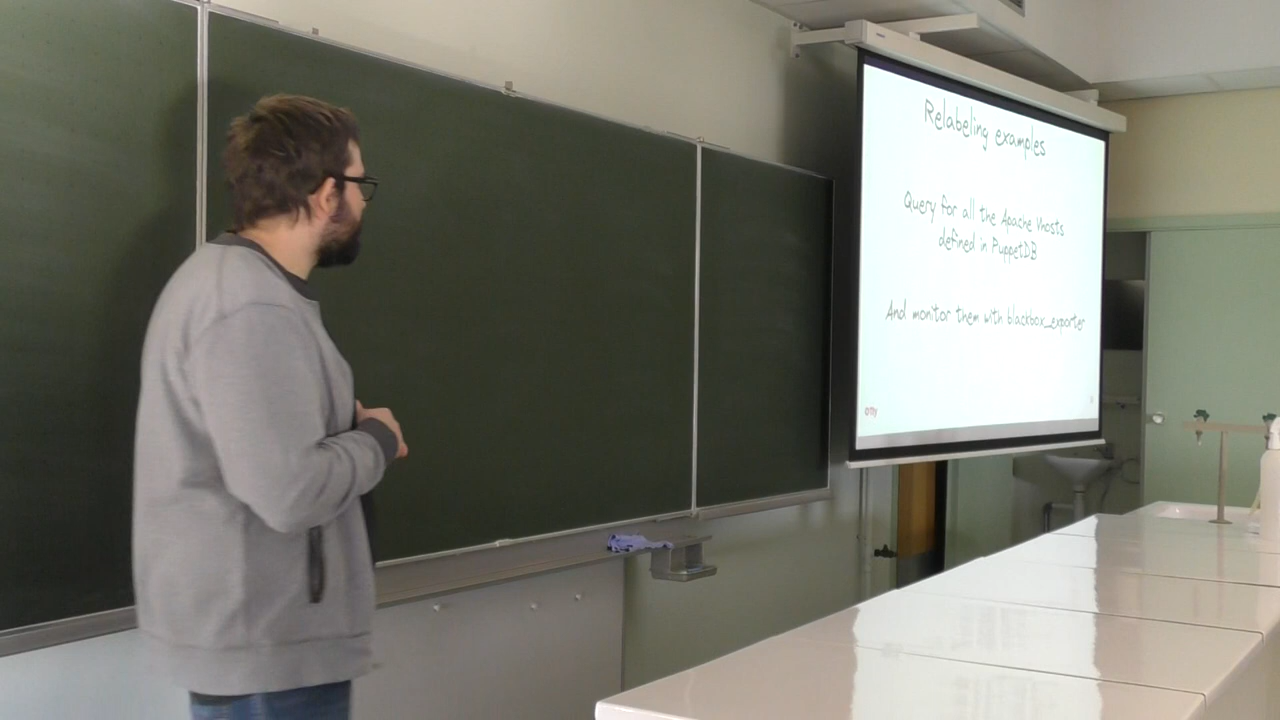 Relabeling examples
Query for all the Apache Vhosts
defined in PuppetDB
And monitor them with blackbox_exporter